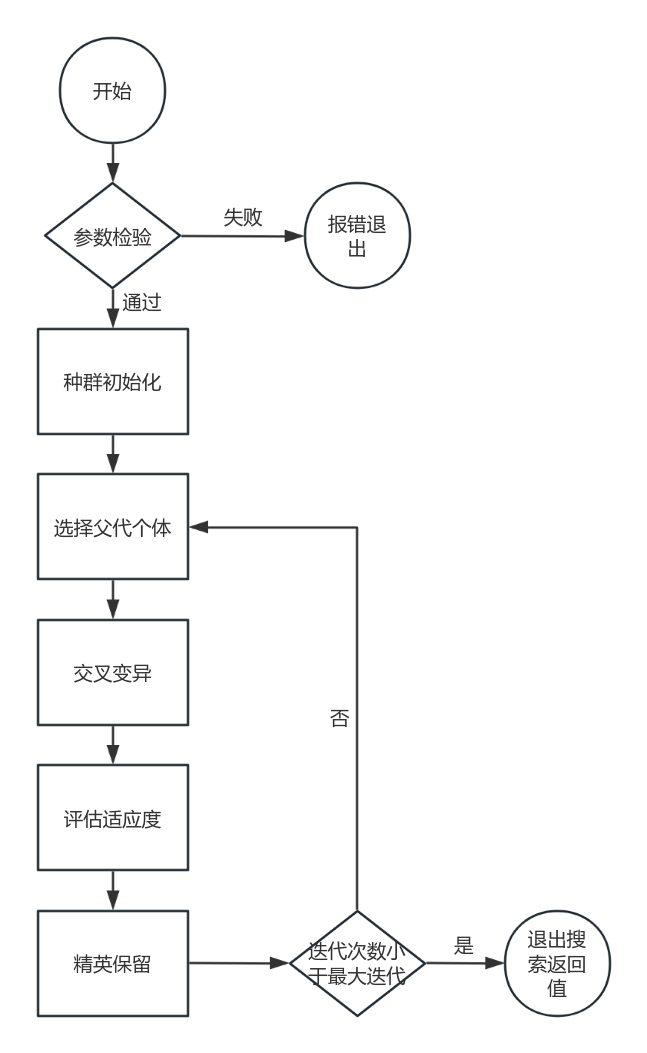 开始
参数检验
失败
报错退
出
通过
种群初始化
选择父代个体
交叉变异
否
评估适应度
精英保留
迭代次数小
于最大迭代
是
退出搜
索返回
值